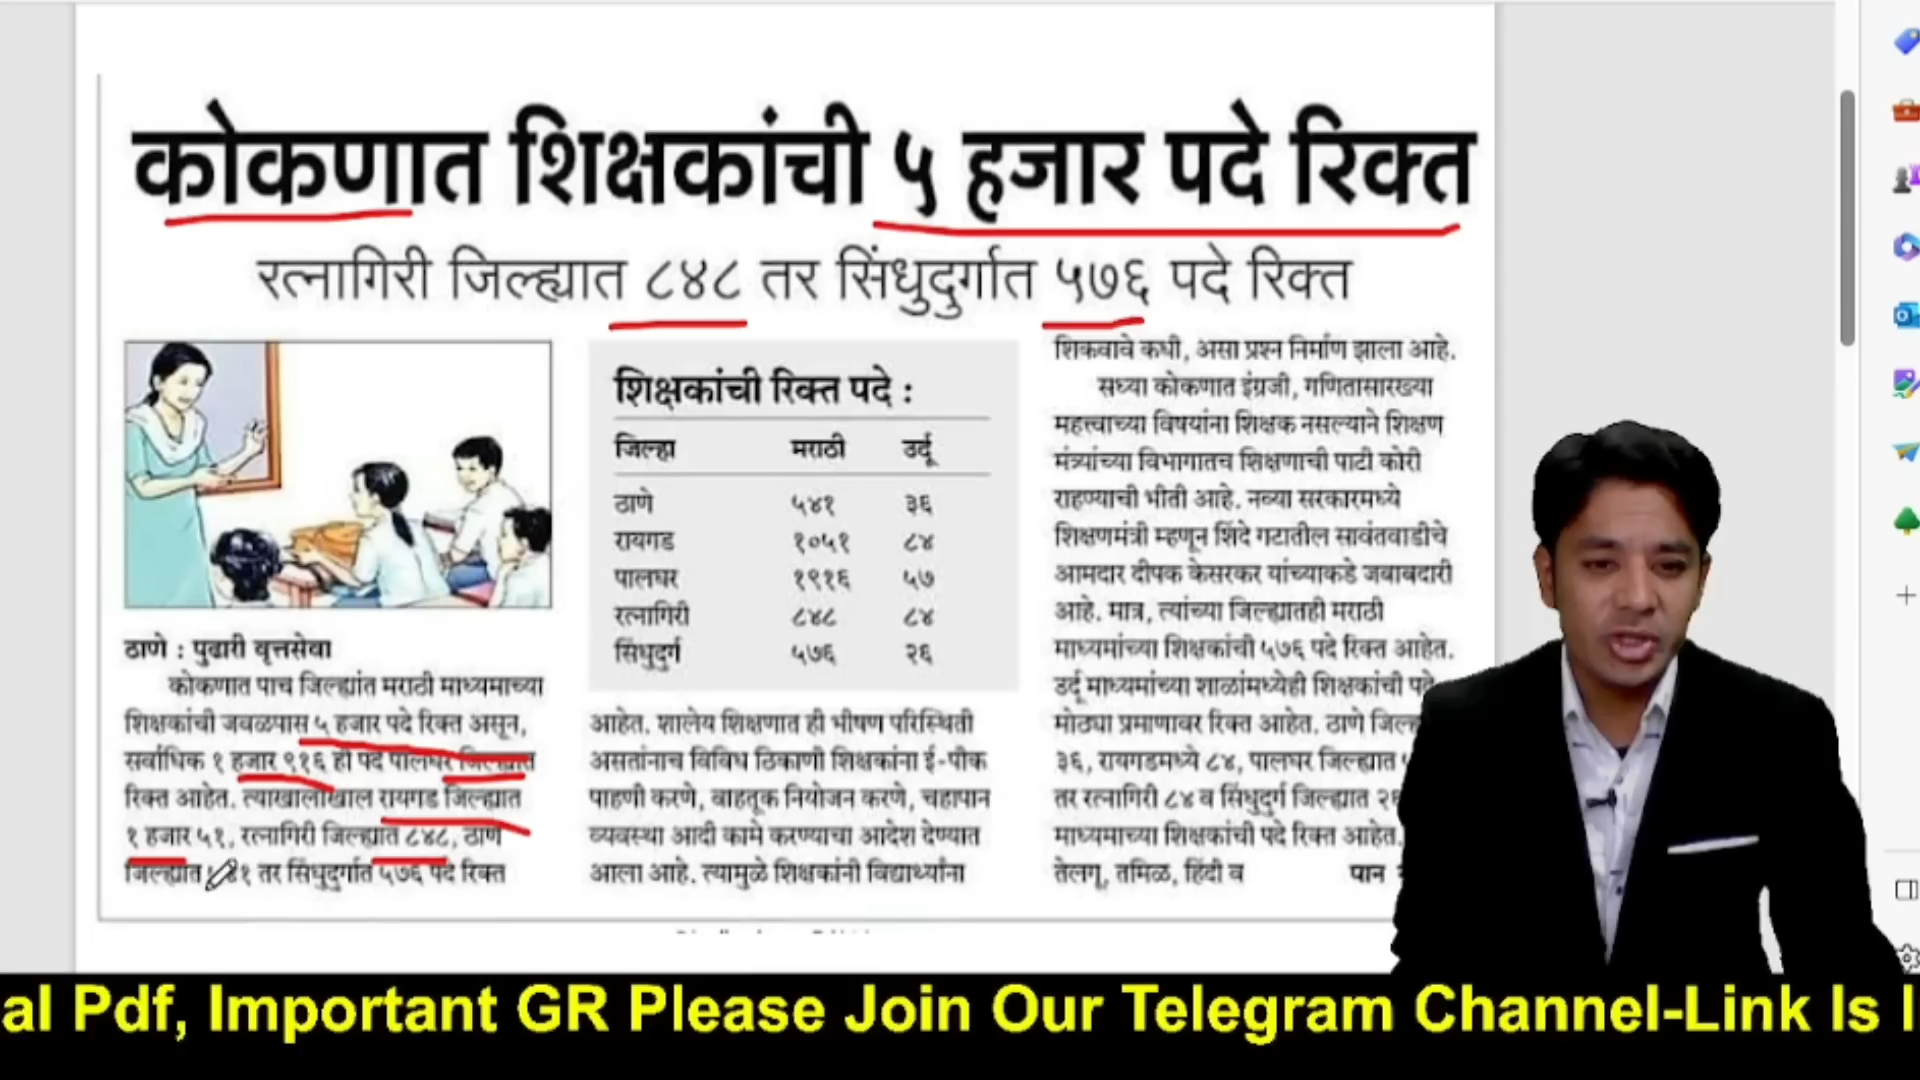 कोकणात शिक्षकांची ५ हजार पदे रिक्त
रत्नागिरी जिल्ह्यात ८४८ तर सिंधुदुर्गात ५७६ पदे रिक्त
ठाणे : पुढारी वृत्तसेवा
कोकणात पाच जिल्ह्यांत मराठी माध्यमाच्या
शिक्षकांची जवळपास ५ हजार पदे रिक्त असून,
सर्वाधिक १ हजार ९१६ ही पदे पालघर जिल्ह्यात
रिक्त आहेत. त्याखालोखाल रायगड जिल्ह्यात
१ हजार ५१, रत्नागिरी जिल्ह्यात ८४८, ठाणे
जिल्ह्यात तर सिंधुदुर्गात ५७६ पदे रिक्त
शिक्षकांची रिक्त पदे :
जिल्हा मराठी उर्दू
ठाणे ५४१ ३६
रायगड १०५१ ८४
पालघर १९१६ ५७
रत्नागिरी ८४८ ८४
सिंधुदुर्ग ५७६ २६
आहेत. शालेय शिक्षणात ही भीषण परिस्थिती
असतांनाच विविध ठिकाणी शिक्षकांना ई-पीक
पाहणी करणे, वाहतूक नियोजन करणे, चहापान
व्यवस्था आदी कामे करण्याचा आदेश देण्यात
आला आहे. त्यामुळे शिक्षकांनी विद्यार्थ्यांना
शिकवावे कधी, असा प्रश्न निर्माण झाला आहे.
सध्या कोकणात इंग्रजी, गणितासारख्या
महत्त्वाच्या विषयांना शिक्षक नसल्याने शिक्षण
मंत्र्यांच्या विभागातच शिक्षणाची पाटी कोरी
राहण्याची भीती आहे. नव्या सरकारमध्ये
शिक्षणमंत्री म्हणून शिंदे गटातील सावंतवाडीचे
आमदार दीपक केसरकर यांच्याकडे जबाबदारी
आहे. मात्र, त्यांच्या जिल्ह्यातही मराठी
माध्यमांच्या शिक्षकांची ५७६ पदे रिक्त आहेत.
उर्दू माध्यमांच्या शाळांमध्येही शिक्षकांची पदे
मोठ्या प्रमाणावर रिक्त आहेत. ठाणे
३६, रायगडमध्ये ८४, पालघर जिल्ह्यात
तर रत्नागिरी ८४ व सिंधुदुर्ग जिल्ह्यात २६
माध्यमाच्या शिक्षकांची पदे रिक्त आहेत.
तेलगू, तमिळ, हिंदी व पान
al Pdf, Important GR Please Join Our Telegram Channel-Link Is I